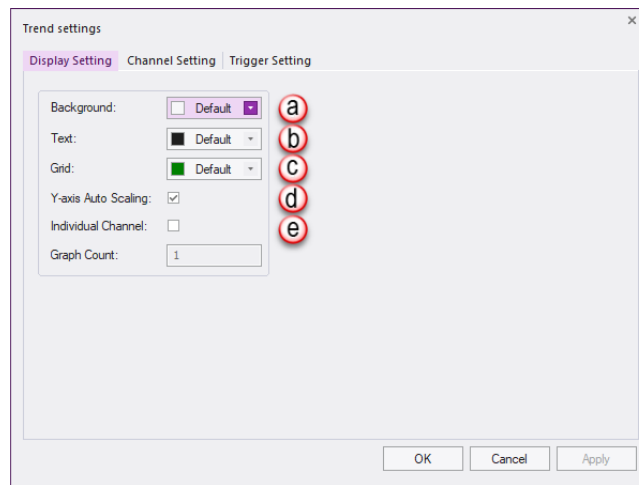 Trend settings
Display Setting Channel Setting Trigger Setting
Background: Default a
Text: Default b
Grid: Default c
Y-axis Auto Scaling: d
Individual Channel: e
Graph Count: 1
OK Cancel Apply